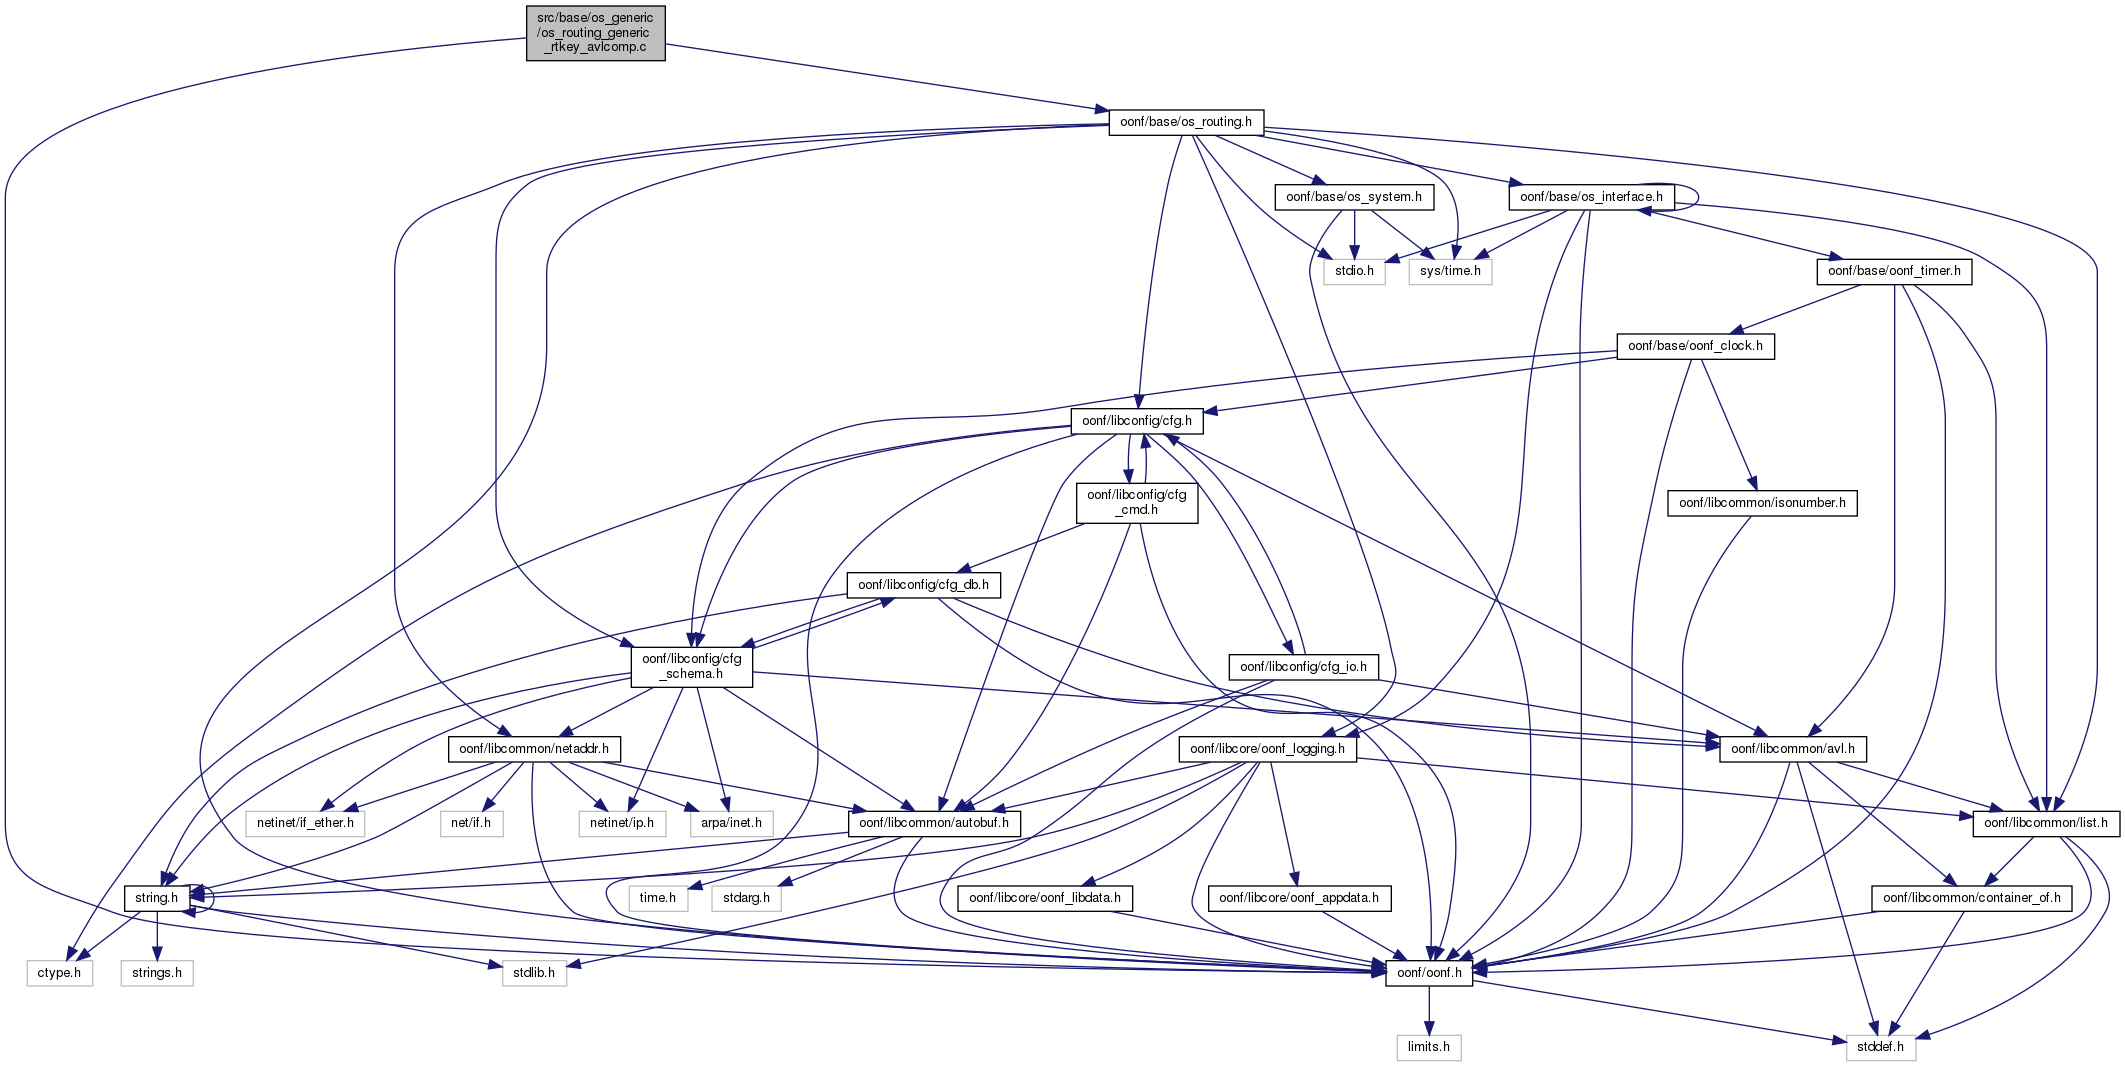 src/base/os_generic
/os_routing_generic
_rtkey_avlcomp.c
oonf/base/os_routing.h
oonf/base/os_system.h
oonf/base/os_interface.h
stdio.h
sys/time.h
oonf/base/oonf_timer.h
oonf/base/oonf_clock.h
oonf/libconfig/cfg.h
oonf/libconfig/cfg
_cmd.h
oonf/libcommon/isonumber.h
oonf/libconfig/cfg_db.h
oonf/libconfig/cfg
_schema.h
oonf/libconfig/cfg_io.h
oonf/libcommon/netaddr.h
oonf/libcore/oonf_logging.h
oonf/libcommon/avl.h
netinet/if_ether.h
net/if.h
netinet/ip.h
arpa/inet.h
oonf/libcommon/autobuf.h
oonf/libcommon/list.h
string.h
time.h
stdarg.h
oonf/libcore/oonf_libdata.h
oonf/libcore/oonf_appdata.h
oonf/libcommon/container_of.h
ctype.h
strings.h
stdlib.h
oonf/oonf.h
limits.h
stddef.h